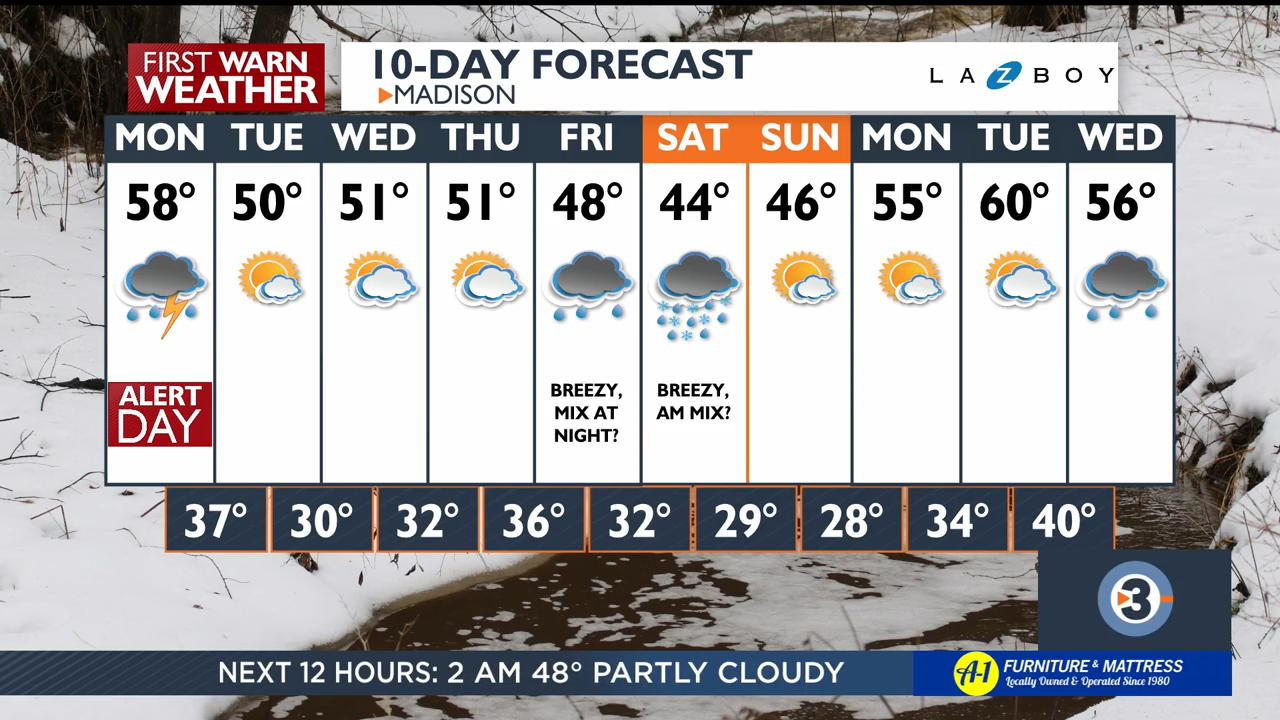 FIRST WARN
WEATHER
10-DAY FORECAST
MADISON
LA Z BOY
MON TUE WED THU FRI SAT SUN MON TUE WED
58° 50° 51° 51° 48° 44° 46° 55° 60° 56°
ALERT
DAY
BREEZY,
MIX AT
NIGHT?
BREEZY,
AM MIX?
37° 30° 32° 36° 32° 29° 28° 34° 40°
3
NEXT 12 HOURS: 2 AM 48° PARTLY CLOUDY
A-1
FURNITURE & MATTRESS
Locally Owned & Operated Since 1980